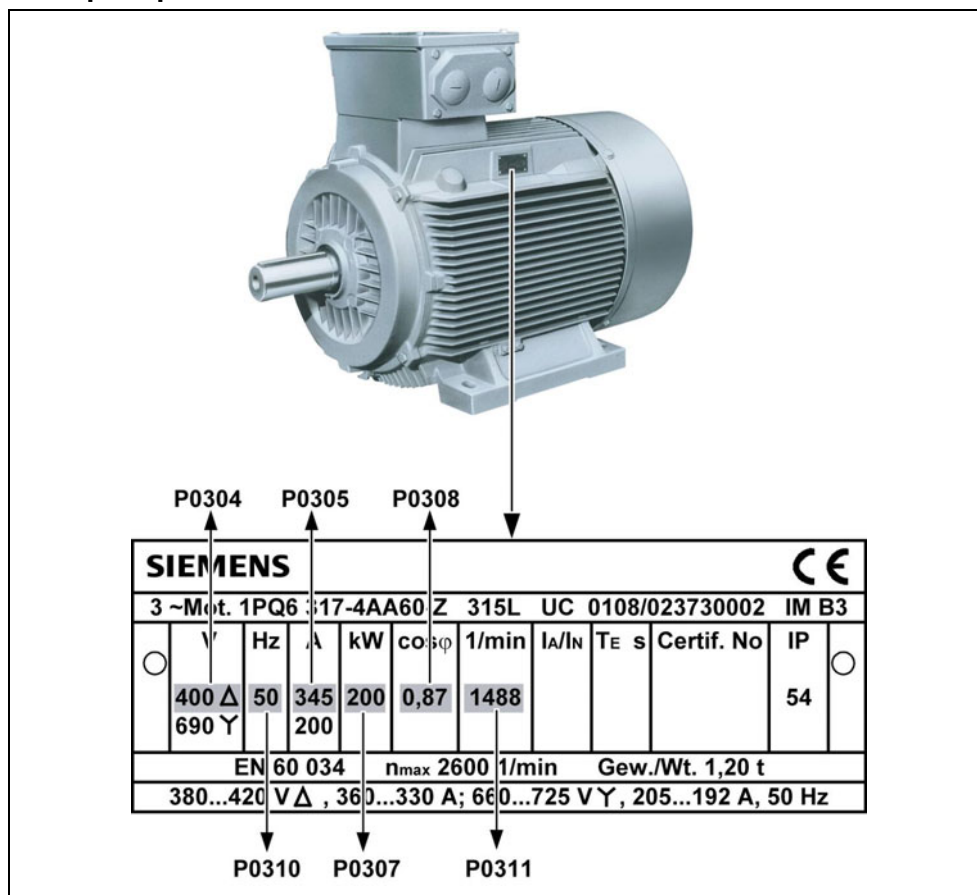 P0304 P0305 P0308
SIEMENS CE
3 ~Mot. 1PQ6 317-4AA60-Z 315L UC 0108/023730002 IM B3
V Hz A kW cosφ 1/min IA/IN TE s Certif. No IP
400 Δ 50 345 200 0,87 1488 54
690 Y 200
EN 60 034 nmax 2600 1/min Gew./Wt. 1,20 t
380...420 V Δ , 360...330 A; 660...725 V Y, 205...192 A, 50 Hz
P0310 P0307 P0311